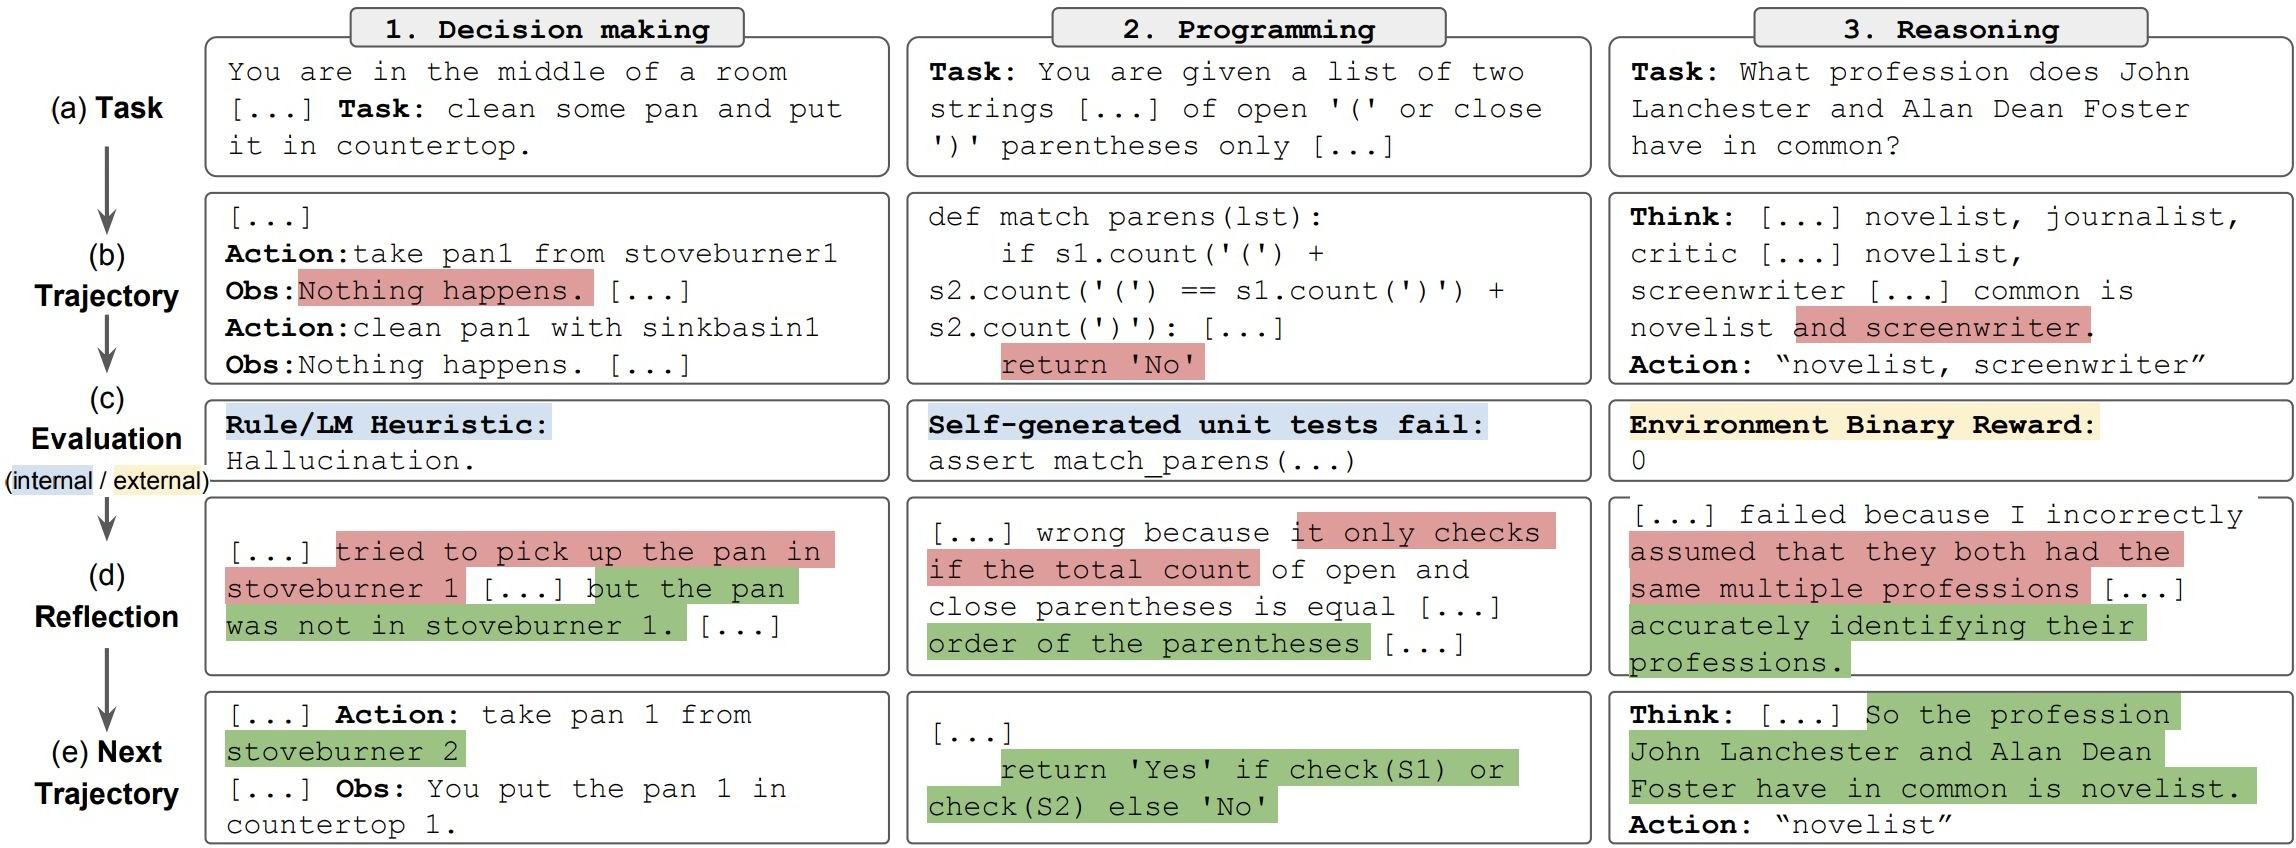 1. Decision making
2. Programming
3. Reasoning
(a) Task
You are in the middle of a room
[...] Task: clean some pan and put
it in countertop.
Task: You are given a list of two
strings [...] of open '(' or close
')' parentheses only [...]
Task: What profession does John
Lanchester and Alan Dean Foster
have in common?
(b)
Trajectory
[...]
Action:take pan1 from stoveburner1
Obs:Nothing happens. [...]
Action:clean pan1 with sinkbasin1
Obs:Nothing happens. [...]
def match parens(lst):
if s1.count('(') +
s2.count('(') == s1.count(')') +
s2.count(')'): [...]
return 'No'
Think: [...] novelist, journalist,
critic [...] novelist,
screenwriter [...] common is
novelist and screenwriter.
Action: “novelist, screenwriter”
(c)
Evaluation
(internal / external)
Rule/LM Heuristic:
Hallucination.
Self-generated unit tests fail:
assert match_parens(...)
Environment Binary Reward:
0
(d)
Reflection
[...] tried to pick up the pan in
stoveburner 1 [...] but the pan
was not in stoveburner 1. [...]
[...] wrong because it only checks
if the total count of open and
close parentheses is equal [...]
order of the parentheses [...]
[...] failed because I incorrectly
assumed that they both had the
same multiple professions [...]
accurately identifying their
professions.
(e) Next
Trajectory
[...] Action: take pan 1 from
stoveburner 2
[...] Obs: You put the pan 1 in
countertop 1.
[...]
return 'Yes' if check(S1) or
check(S2) else 'No'
Think: [...] So the profession
John Lanchester and Alan Dean
Foster have in common is novelist.
Action: “novelist”